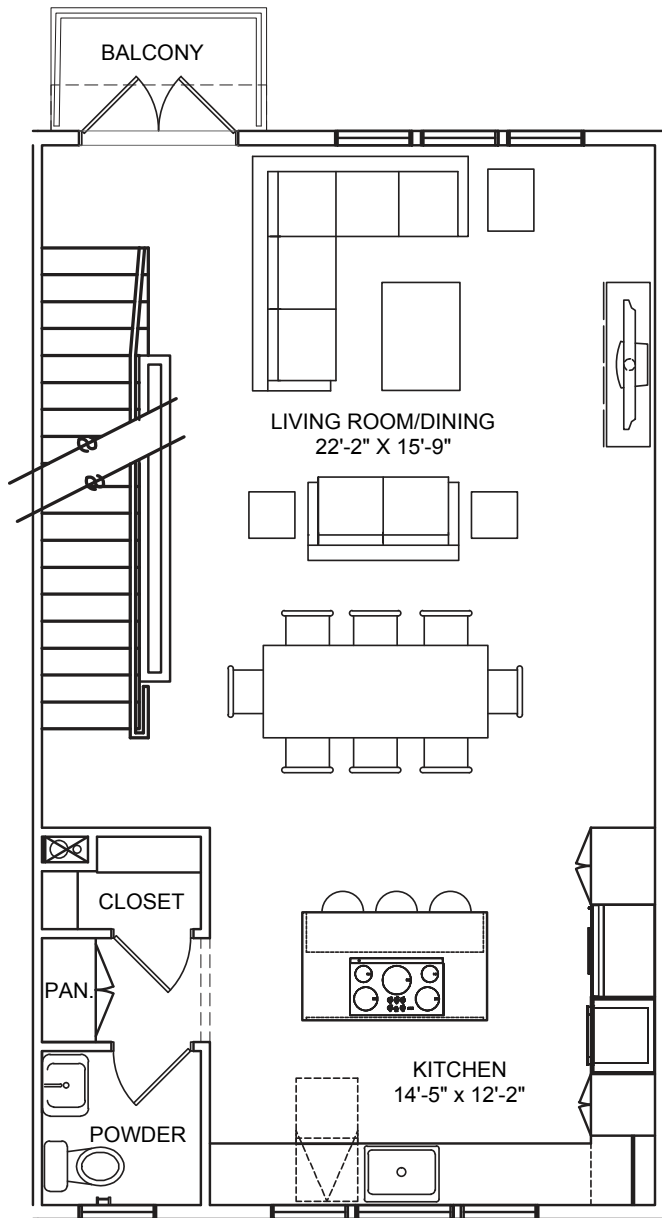 BALCONY
LIVING ROOM/DINING
22'-2" X 15'-9"
CLOSET
PAN.
KITCHEN
14'-5" x 12'-2"
POWDER